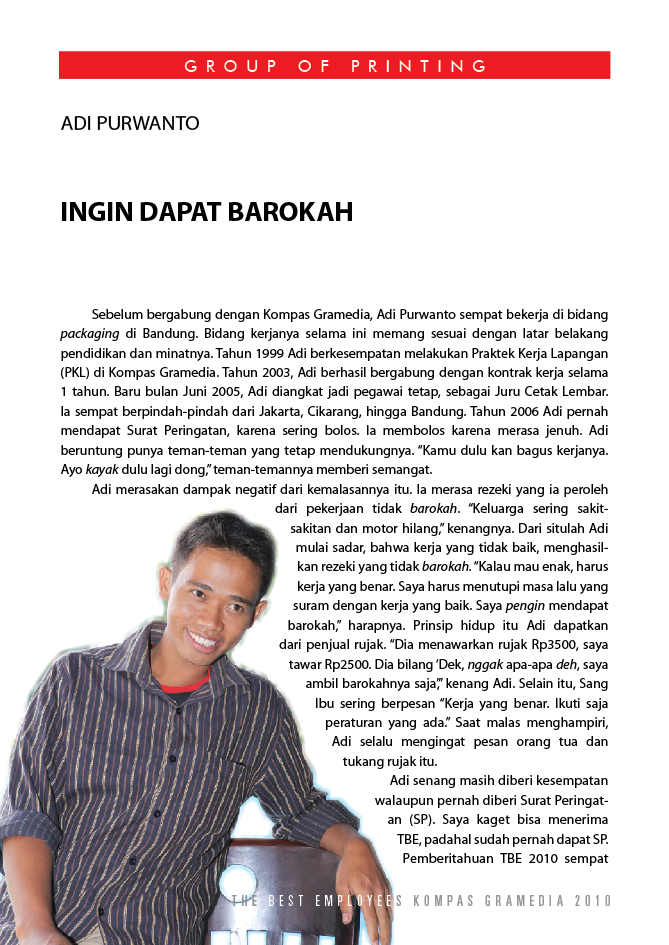 GROUP OF PRINTING
ADI PURWANTO
INGIN DAPAT BAROKAH
Sebelum bergabung dengan Kompas Gramedia, Adi Purwanto sempat bekerja di bidang
packaging di Bandung. Bidang kerjanya selama ini memang sesuai dengan latar belakang
pendidikan dan minatnya. Tahun 1999 Adi berkesempatan melakukan Praktek Kerja Lapangan
(PKL) di Kompas Gramedia. Tahun 2003, Adi berhasil bergabung dengan kontrak kerja selama
1 tahun. Baru bulan Juni 2005, Adi diangkat jadi pegawai tetap, sebagai Juru Cetak Lembar.
Ia sempat berpindah-pindah dari Jakarta, Cikarang, hingga Bandung. Tahun 2006 Adi pernah
mendapat Surat Peringatan, karena sering bolos. Ia membolos karena merasa jenuh. Adi
beruntung punya teman-teman yang tetap mendukungnya. “Kamu dulu kan bagus kerjanya.
Ayo kayak dulu lagi dong,” teman-temannya memberi semangat.
Adi merasakan dampak negatif dari kemalasannya itu. Ia merasa rezeki yang ia peroleh
dari pekerjaan tidak barokah. “Keluarga sering sakit-
sakitan dan motor hilang,” kenangnya. Dari situlah Adi
mulai sadar, bahwa kerja yang tidak baik, menghasil-
kan rezeki yang tidak barokah. “Kalau mau enak, harus
kerja yang benar. Saya harus menutupi masa lalu yang
suram dengan kerja yang baik. Saya pengin mendapat
barokah,” harapnya. Prinsip hidup itu Adi dapatkan
dari penjual rujak. “Dia menawarkan rujak Rp3500, saya
tawar Rp2500. Dia bilang ‘Dek, nggak apa-apa deh, saya
ambil barokahnya saja’,” kenang Adi. Selain itu, Sang
Ibu sering berpesan “Kerja yang benar. Ikuti saja
peraturan yang ada.” Saat malas menghampiri,
Adi selalu mengingat pesan orang tua dan
tukang rujak itu.
Adi senang masih diberi kesempatan
walaupun pernah diberi Surat Peringat-
an (SP). Saya kaget bisa menerima
TBE, padahal sudah pernah dapat SP.
Pemberitahuan TBE 2010 sempat
THE BEST EMPLOYEES KOMPAS GRAMEDIA 2010